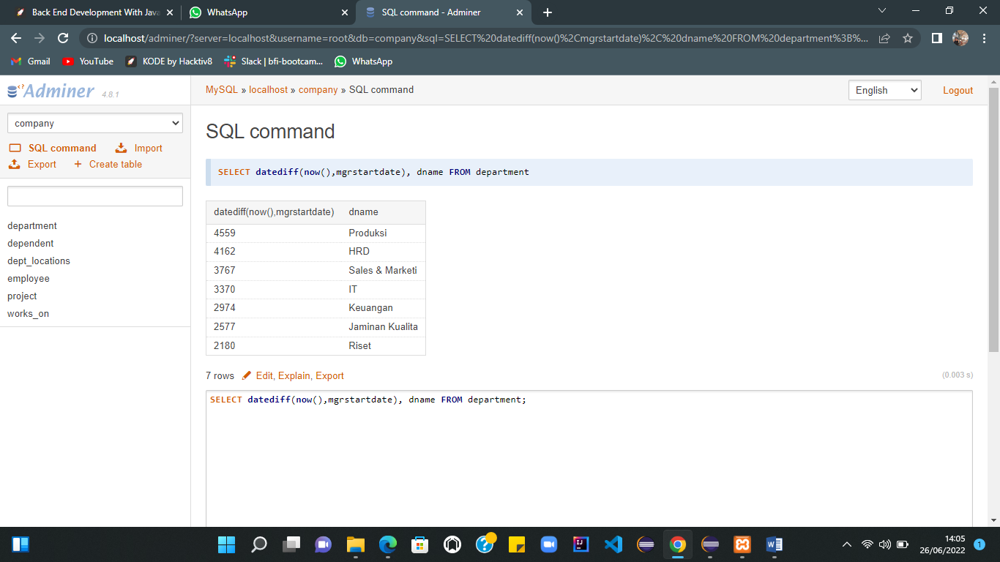 Back End Development With Java
WhatsApp
SQL command - Adminer
localhost/adminer/?server=localhost&username=root&db=company&sql=SELECT%20datediff(now()%2Cmgrstartdate)%2C%20dname%20FROM%20department%3B%...
Gmail YouTube KODE by Hacktiv8 Slack | bfi-bootcam... WhatsApp
Adminer 4.8.1
MySQL » localhost » company » SQL command
English
Logout
company
SQL command Import
Export + Create table
department
dependent
dept_locations
employee
project
works_on
SQL command
SELECT datediff(now(),mgrstartdate), dname FROM department
datediff(now(),mgrstartdate) dname
4559 Produksi
4162 HRD
3767 Sales & Marketi
3370 IT
2974 Keuangan
2577 Jaminan Kualita
2180 Riset
7 rows Edit, Explain, Export
(0.003 s)
SELECT datediff(now(),mgrstartdate), dname FROM department;
14:05
26/06/2022
1